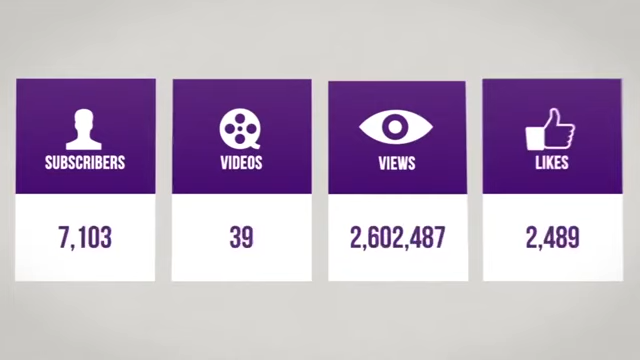 SUBSCRIBERS
7,103
VIDEOS
39
VIEWS
2,602,487
LIKES
2,489